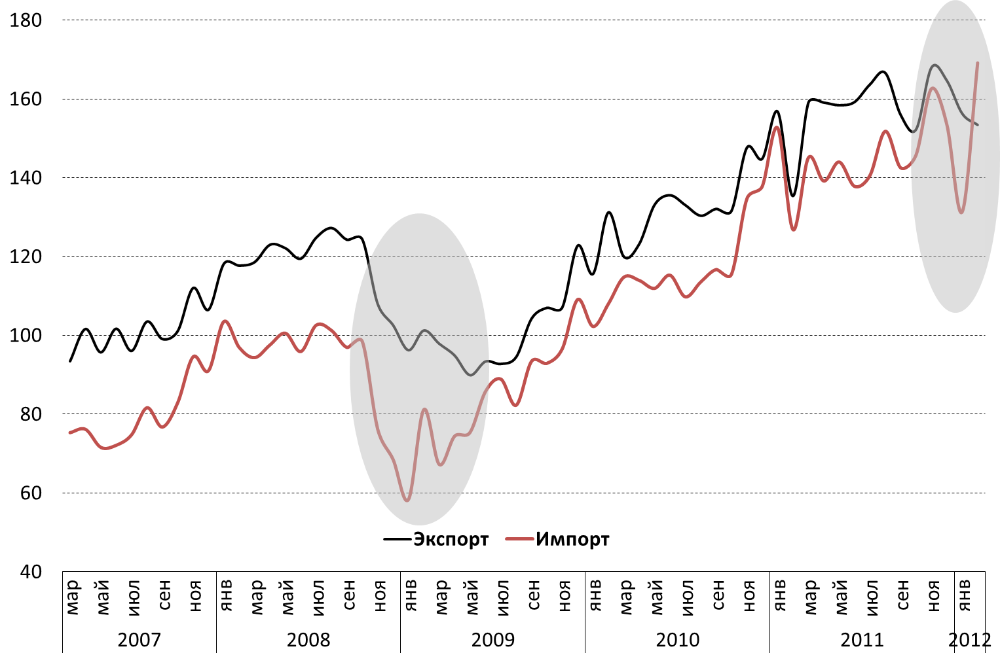 180
160
140
120
100
80
60
Экспорт Импорт
40
мар май июл сен ноя янв мар май июл сен ноя янв мар май июл сен ноя янв мар май июл сен ноя янв мар май июл сен ноя янв
2007 2008 2009 2010 2011 2012